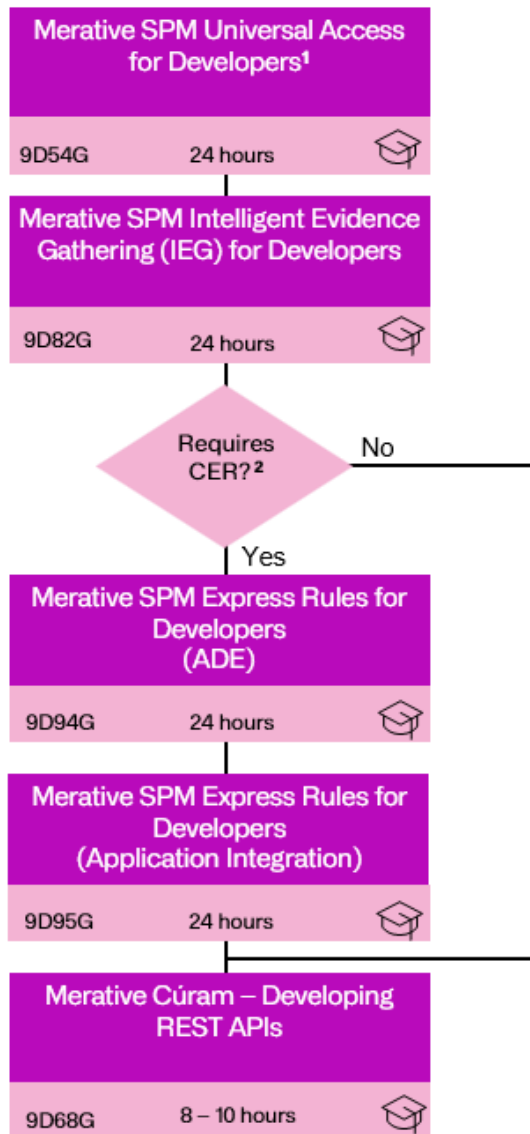 Merative SPM Universal Access
for Developers¹
9D54G 24 hours
Merative SPM Intelligent Evidence
Gathering (IEG) for Developers
9D82G 24 hours
Requires
CER?²
No
Yes
Merative SPM Express Rules for
Developers
(ADE)
9D94G 24 hours
Merative SPM Express Rules for
Developers
(Application Integration)
9D95G 24 hours
Merative Cúram – Developing
REST APIs
9D68G 8 – 10 hours